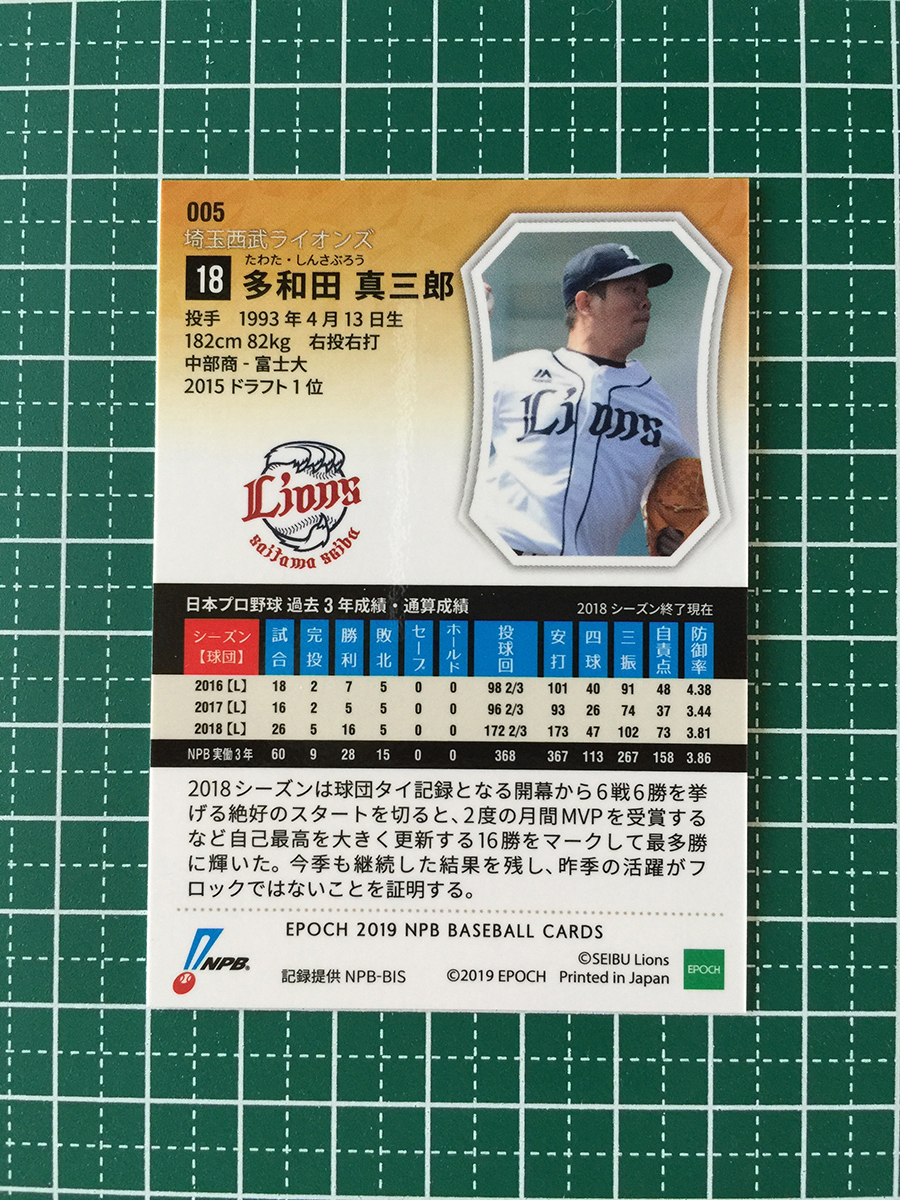 005
埼玉西武ライオンズ
たわた・しんさぶろう
18 多和田 真三郎
投手 1993年4月13日生
182cm 82kg 右投右打
中部商 - 富士大
2015ドラフト1位
Lions
Lions
saitama seibu
日本プロ野球 過去3年成績・通算成績 2018シーズン終了現在
シーズン【球団】 試合 完投 勝利 敗北 セーブ ホールド 投球回 安打 四球 三振 自責点 防御率
2016【L】 18 2 7 5 0 0 98 2/3 101 40 91 48 4.38
2017【L】 16 2 5 5 0 0 96 2/3 93 26 74 37 3.44
2018【L】 26 5 16 5 0 0 172 2/3 173 47 102 73 3.81
NPB実働3年 60 9 28 15 0 0 368 367 113 267 158 3.86
2018シーズンは球団タイ記録となる開幕から6戦6勝を挙
げる絶好のスタートを切ると、2度の月間MVPを受賞する
など自己最高を大きく更新する16勝をマークして最多勝
に輝いた。今季も継続した結果を残し、昨季の活躍がフ
ロックではないことを証明する。
EPOCH 2019 NPB BASEBALL CARDS
NPB
©SEIBU Lions
記録提供 NPB-BIS ©2019 EPOCH Printed in Japan
EPOCH